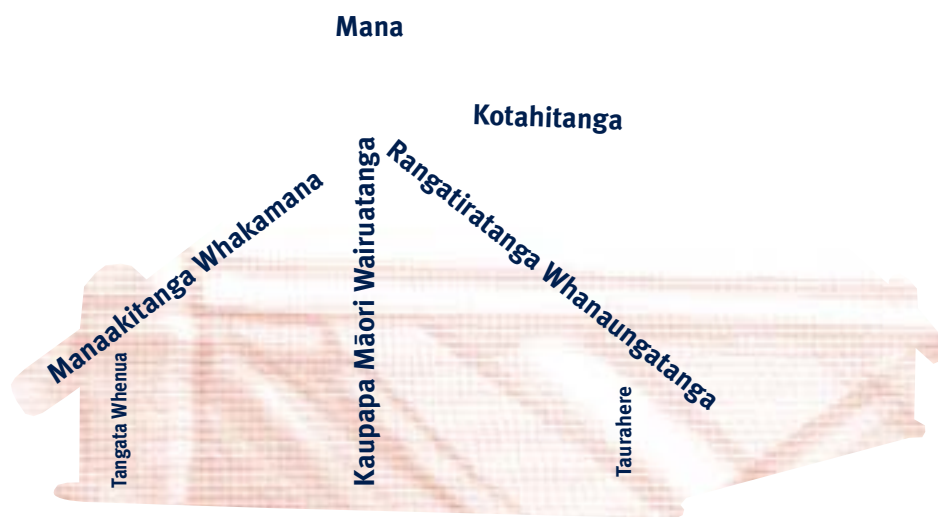 Mana
Kotahitanga
Manaakitanga Whakamana
Kaupapa Māori Wairuatanga
Rangatiratanga Whanaungatanga
Tangata Whenua
Taurahere